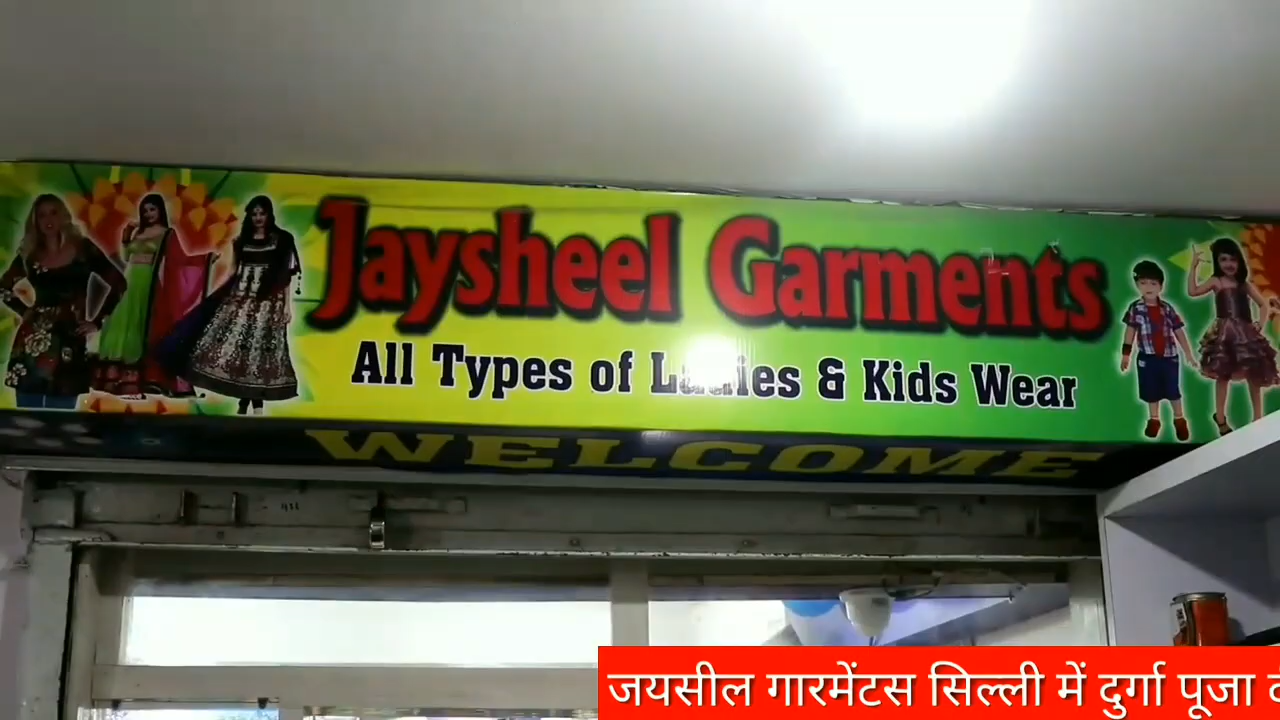 Jaysheel Garments
All Types of Ladies & Kids Wear
WELCOME
जयसील गारमेंटस सिल्ली में दुर्गा पूजा